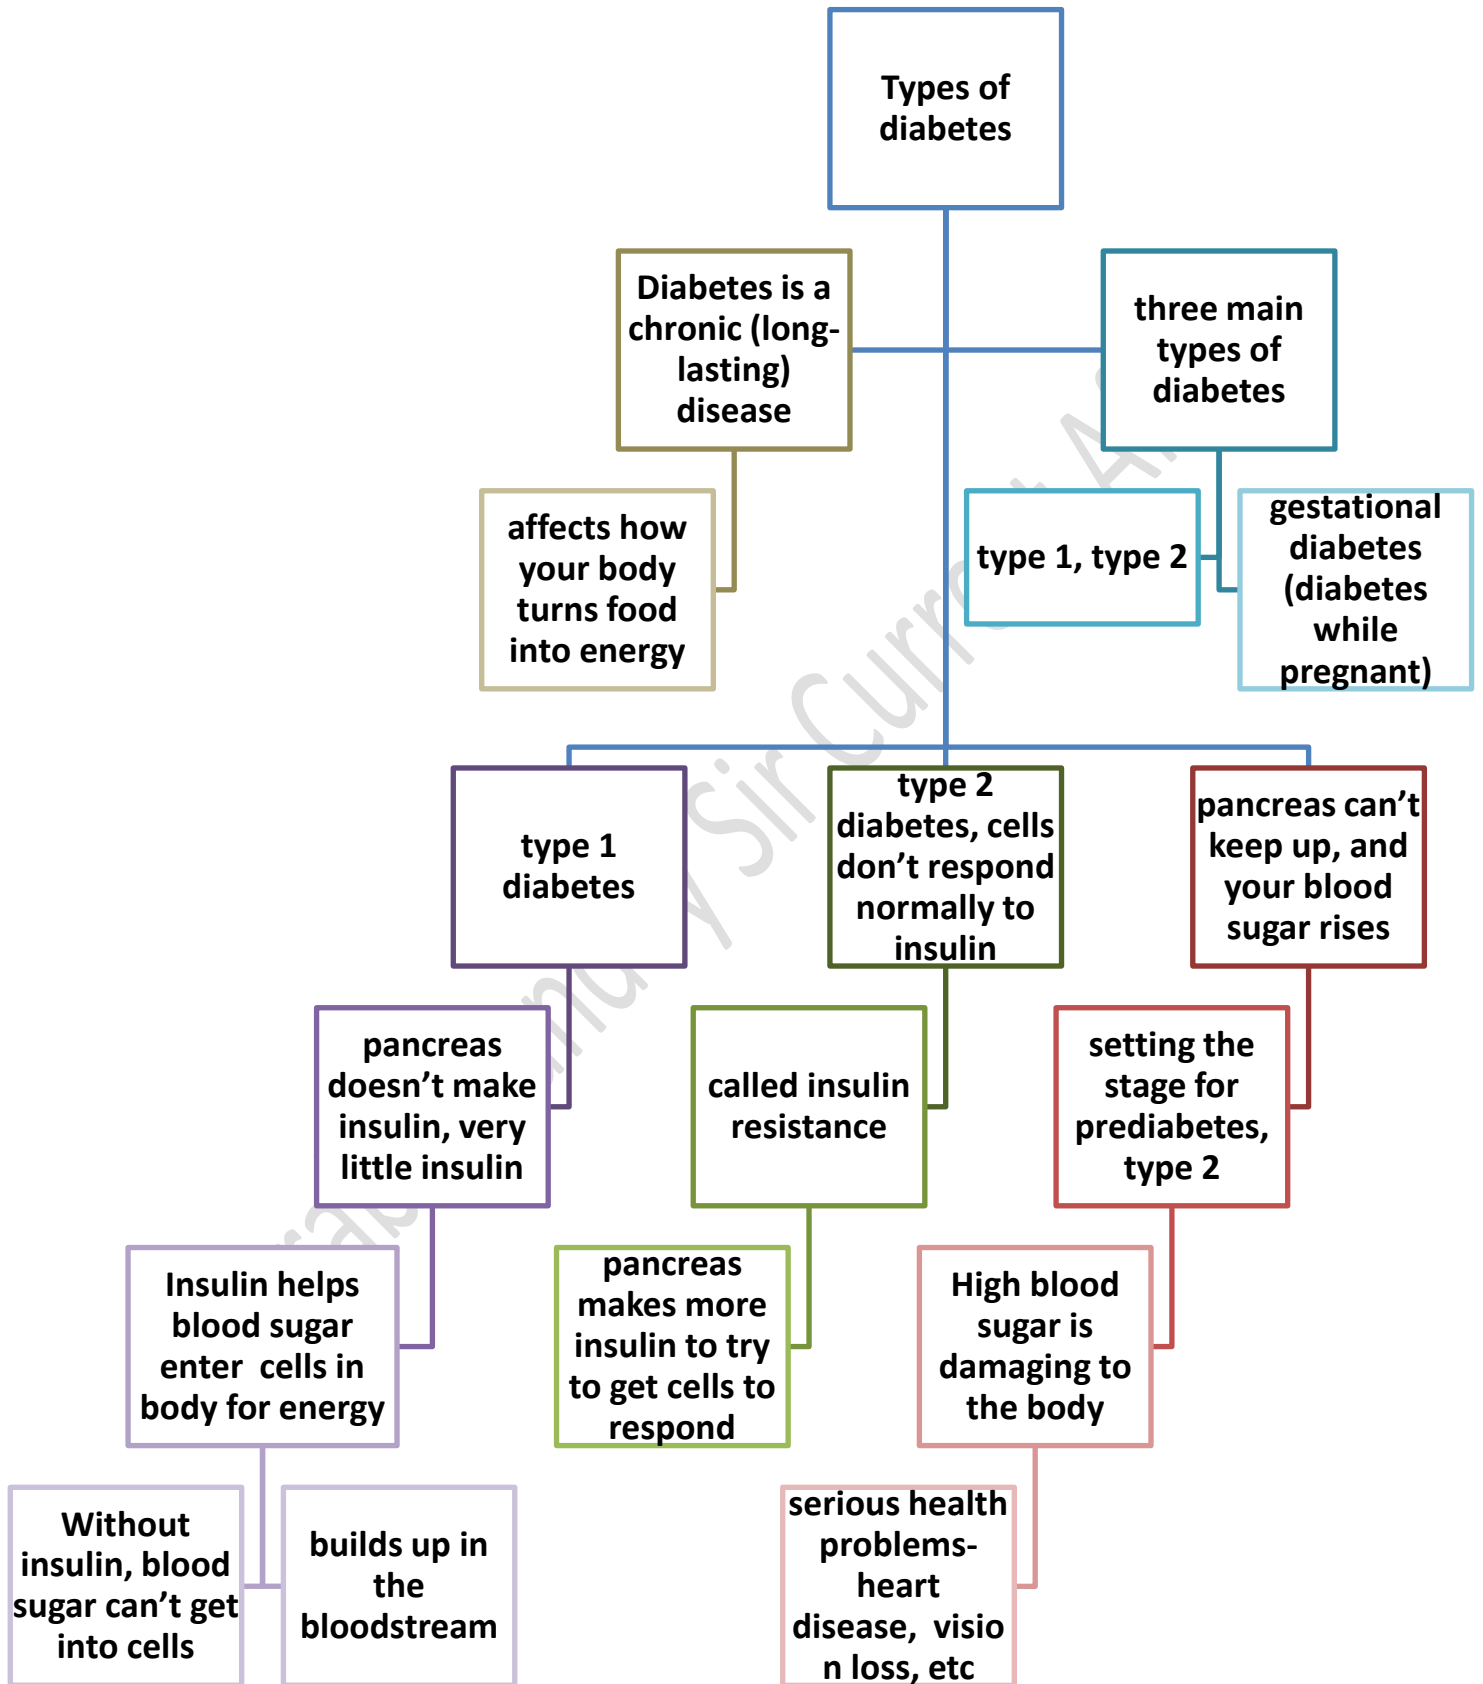 Types of
diabetes
Diabetes is a
chronic (long-
lasting)
disease
three main
types of
diabetes
affects how
your body
turns food
into energy
type 1, type 2
gestational
diabetes
(diabetes
while
pregnant)
type 1
diabetes
type 2
diabetes, cells
don’t respond
normally to
insulin
pancreas can’t
keep up, and
your blood
sugar rises
pancreas
doesn’t make
insulin, very
little insulin
called insulin
resistance
setting the
stage for
prediabetes,
type 2
Insulin helps
blood sugar
enter cells in
body for energy
pancreas
makes more
insulin to try
to get cells to
respond
High blood
sugar is
damaging to
the body
Without
insulin, blood
sugar can’t get
into cells
builds up in
the
bloodstream
serious health
problems-
heart
disease, visio
n loss, etc
Sir